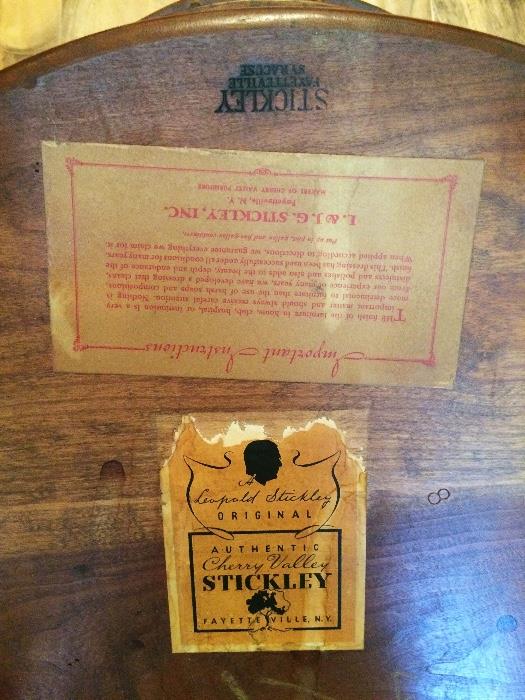 STICKLEY
FAYETTEVILLE
SYRACUSE
Important Instructions
THE finish of the furniture in home, club, hospital or institution is a very
important matter and should always receive careful attention. Nothing is
more detrimental to furniture than the use of harsh soaps and compositions.
From our experience of many years, we have developed a dressing that cleans,
disinfects and polishes and also adds to the beauty, depth and endurance of the
finish. This dressing has been used successfully under all conditions for many years.
When applied according to directions, we guarantee everything we claim for it.
Put up in pint, gallon and five-gallon containers.
L. & J. G. STICKLEY, INC.
Fayetteville, N. Y.
MAKERS OF CHERRY VALLEY FURNITURE
A
Leopold Stickley
ORIGINAL
AUTHENTIC
Cherry Valley
STICKLEY
FAYETTEVILLE, N.Y.